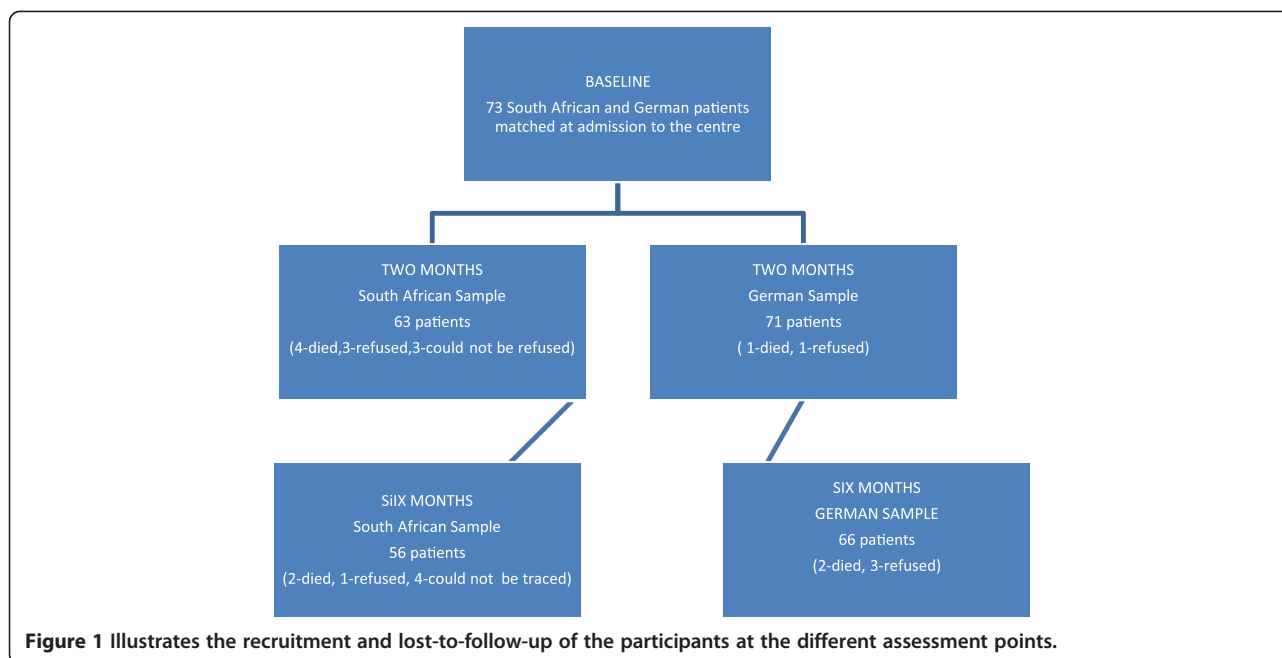 BASELINE
73 South African and German patients
matched at admission to the centre
TWO MONTHS
South African Sample
63 patients
(4-died,3-refused,3-could not be refused)
TWO MONTHS
German Sample
71 patients
( 1-died, 1-refused)
SiIX MONTHS
South African Sample
56 patients
(2-died, 1-refused, 4-could not be traced)
SIX MONTHS
GERMAN SAMPLE
66 patients
(2-died, 3-refused)
Figure 1 Illustrates the recruitment and lost-to-follow-up of the participants at the different assessment points.